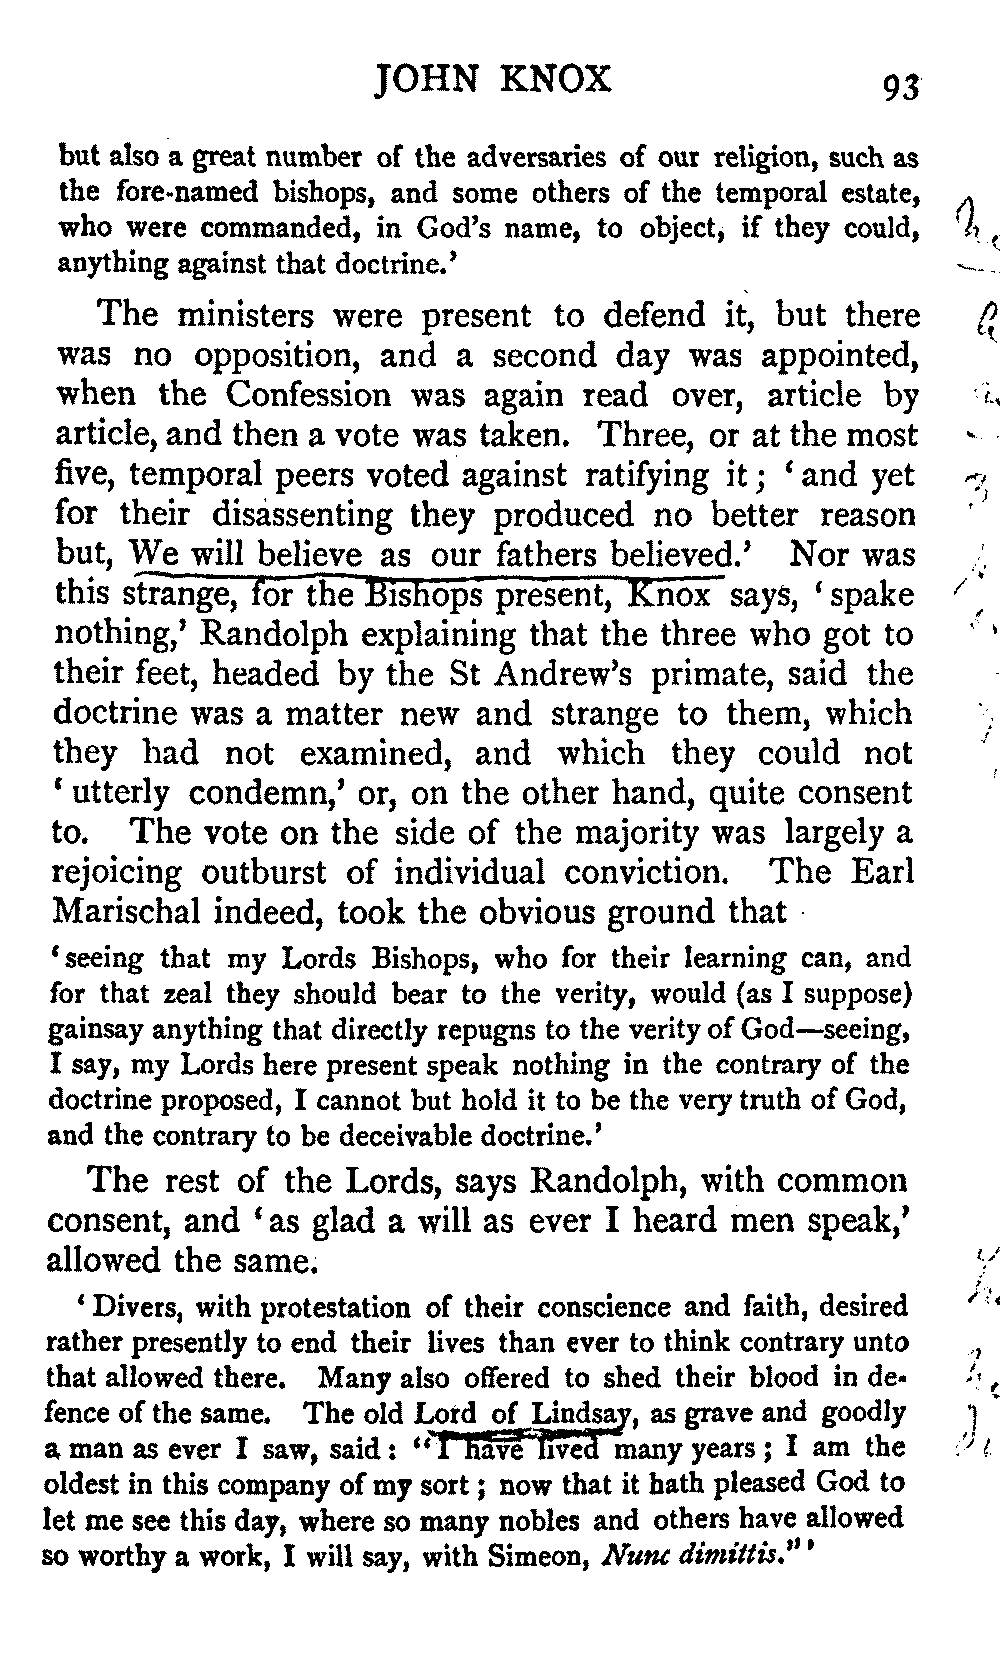 JOHN KNOX 93
but also a great number of the adversaries of our religion, such as
the fore-named bishops, and some others of the temporal estate,
who were commanded, in God's name, to object, if they could,
anything against that doctrine.'
The ministers were present to defend it, but there
was no opposition, and a second day was appointed,
when the Confession was again read over, article by
article, and then a vote was taken. Three, or at the most
five, temporal peers voted against ratifying it; 'and yet
for their disassenting they produced no better reason
but, We will believe as our fathers believed.' Nor was
this strange, for the Bishops present, Knox says, 'spake
nothing,' Randolph explaining that the three who got to
their feet, headed by the St Andrew's primate, said the
doctrine was a matter new and strange to them, which
they had not examined, and which they could not
'utterly condemn,' or, on the other hand, quite consent
to. The vote on the side of the majority was largely a
rejoicing outburst of individual conviction. The Earl
Marischal indeed, took the obvious ground that
'seeing that my Lords Bishops, who for their learning can, and
for that zeal they should bear to the verity, would (as I suppose)
gainsay anything that directly repugns to the verity of God—seeing,
I say, my Lords here present speak nothing in the contrary of the
doctrine proposed, I cannot but hold it to be the very truth of God,
and the contrary to be deceivable doctrine.'
The rest of the Lords, says Randolph, with common
consent, and 'as glad a will as ever I heard men speak,'
allowed the same.
'Divers, with protestation of their conscience and faith, desired
rather presently to end their lives than ever to think contrary unto
that allowed there. Many also offered to shed their blood in de-
fence of the same. The old Lord of Lindsay, as grave and goodly
a man as ever I saw, said: "I have lived many years; I am the
oldest in this company of my sort; now that it hath pleased God to
let me see this day, where so many nobles and others have allowed
so worthy a work, I will say, with Simeon, Nunc dimittis."'